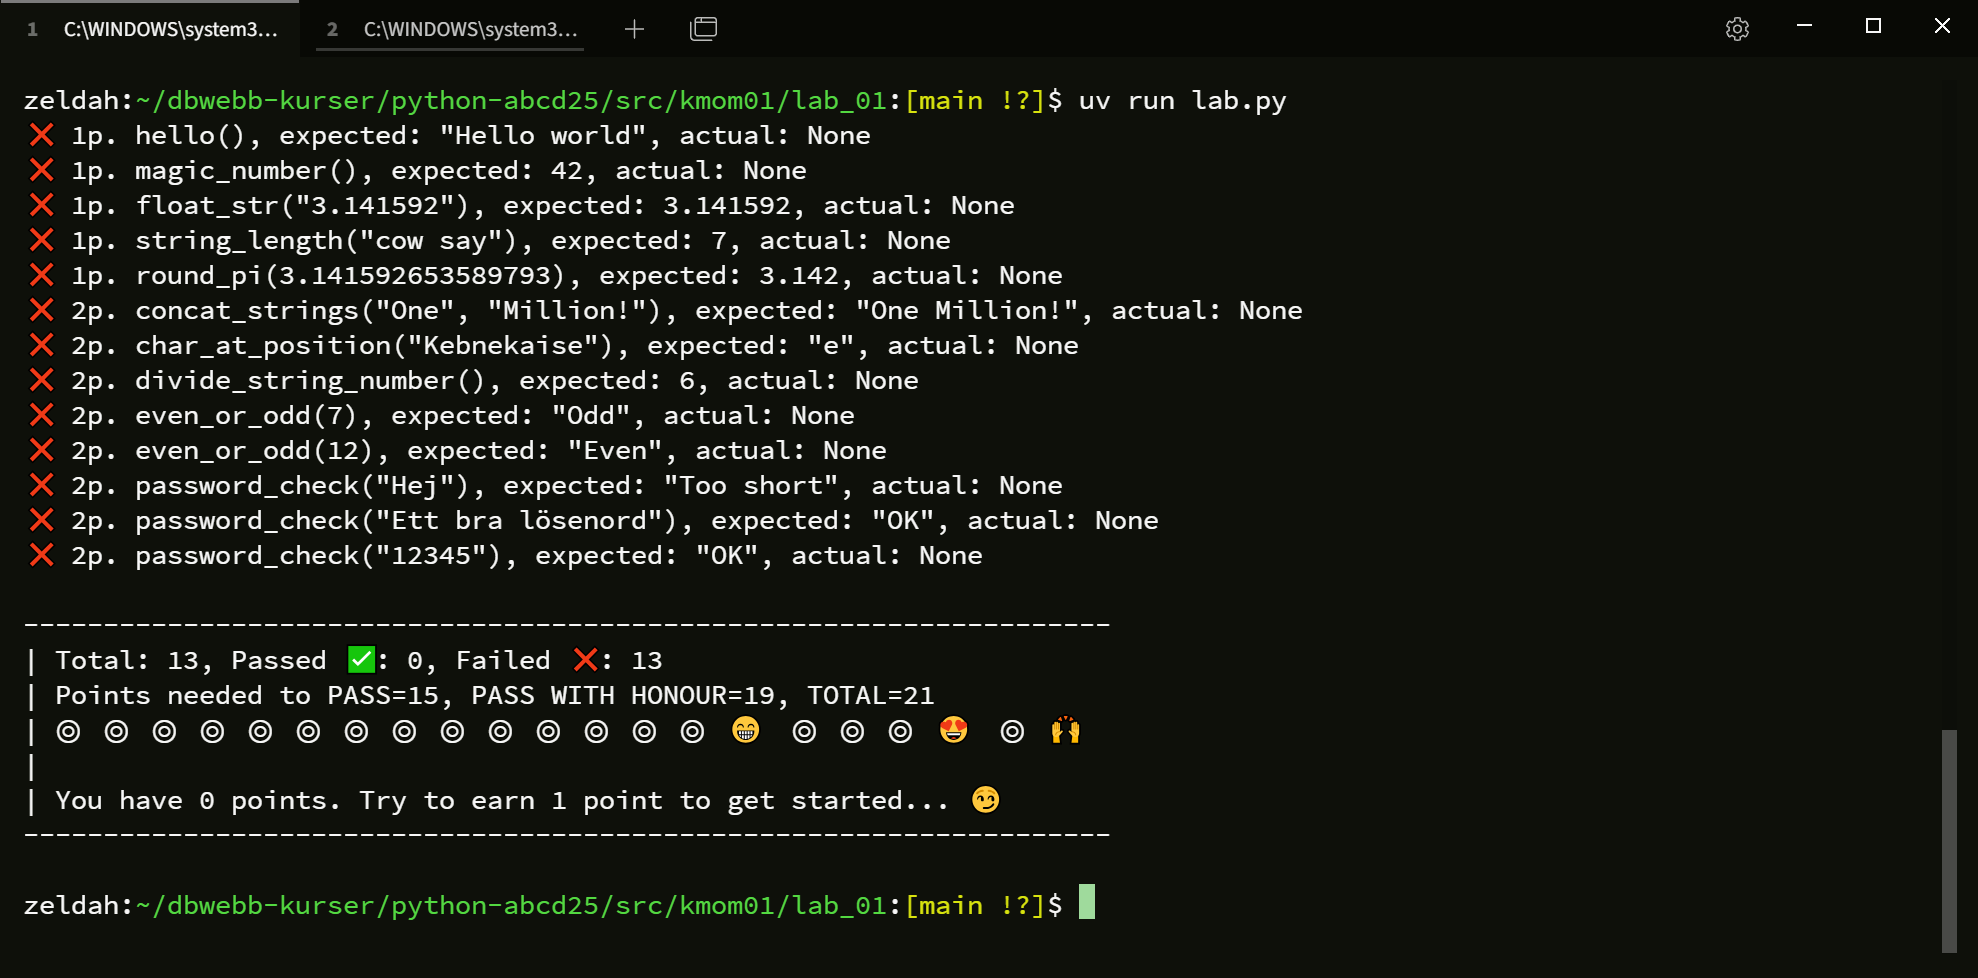 1 C:\WINDOWS\system3... 2 C:\WINDOWS\system3...
zeldah:~/dbwebb-kurser/python-abcd25/src/kmom01/lab_01:[main !?]$ uv run lab.py
❌ 1p. hello(), expected: "Hello world", actual: None
❌ 1p. magic_number(), expected: 42, actual: None
❌ 1p. float_str("3.141592"), expected: 3.141592, actual: None
❌ 1p. string_length("cow say"), expected: 7, actual: None
❌ 1p. round_pi(3.141592653589793), expected: 3.142, actual: None
❌ 2p. concat_strings("One", "Million!"), expected: "One Million!", actual: None
❌ 2p. char_at_position("Kebnekaise"), expected: "e", actual: None
❌ 2p. divide_string_number(), expected: 6, actual: None
❌ 2p. even_or_odd(7), expected: "Odd", actual: None
❌ 2p. even_or_odd(12), expected: "Even", actual: None
❌ 2p. password_check("Hej"), expected: "Too short", actual: None
❌ 2p. password_check("Ett bra lösenord"), expected: "OK", actual: None
❌ 2p. password_check("12345"), expected: "OK", actual: None
--------------------------------------------------------------------
| Total: 13, Passed ✅: 0, Failed ❌: 13
| Points needed to PASS=15, PASS WITH HONOUR=19, TOTAL=21
| ◎ ◎ ◎ ◎ ◎ ◎ ◎ ◎ ◎ ◎ ◎ ◎ ◎ ◎ 😁 ◎ ◎ ◎ 😍 ◎ 🙌
|
| You have 0 points. Try to earn 1 point to get started... 😏
--------------------------------------------------------------------
zeldah:~/dbwebb-kurser/python-abcd25/src/kmom01/lab_01:[main !?]$